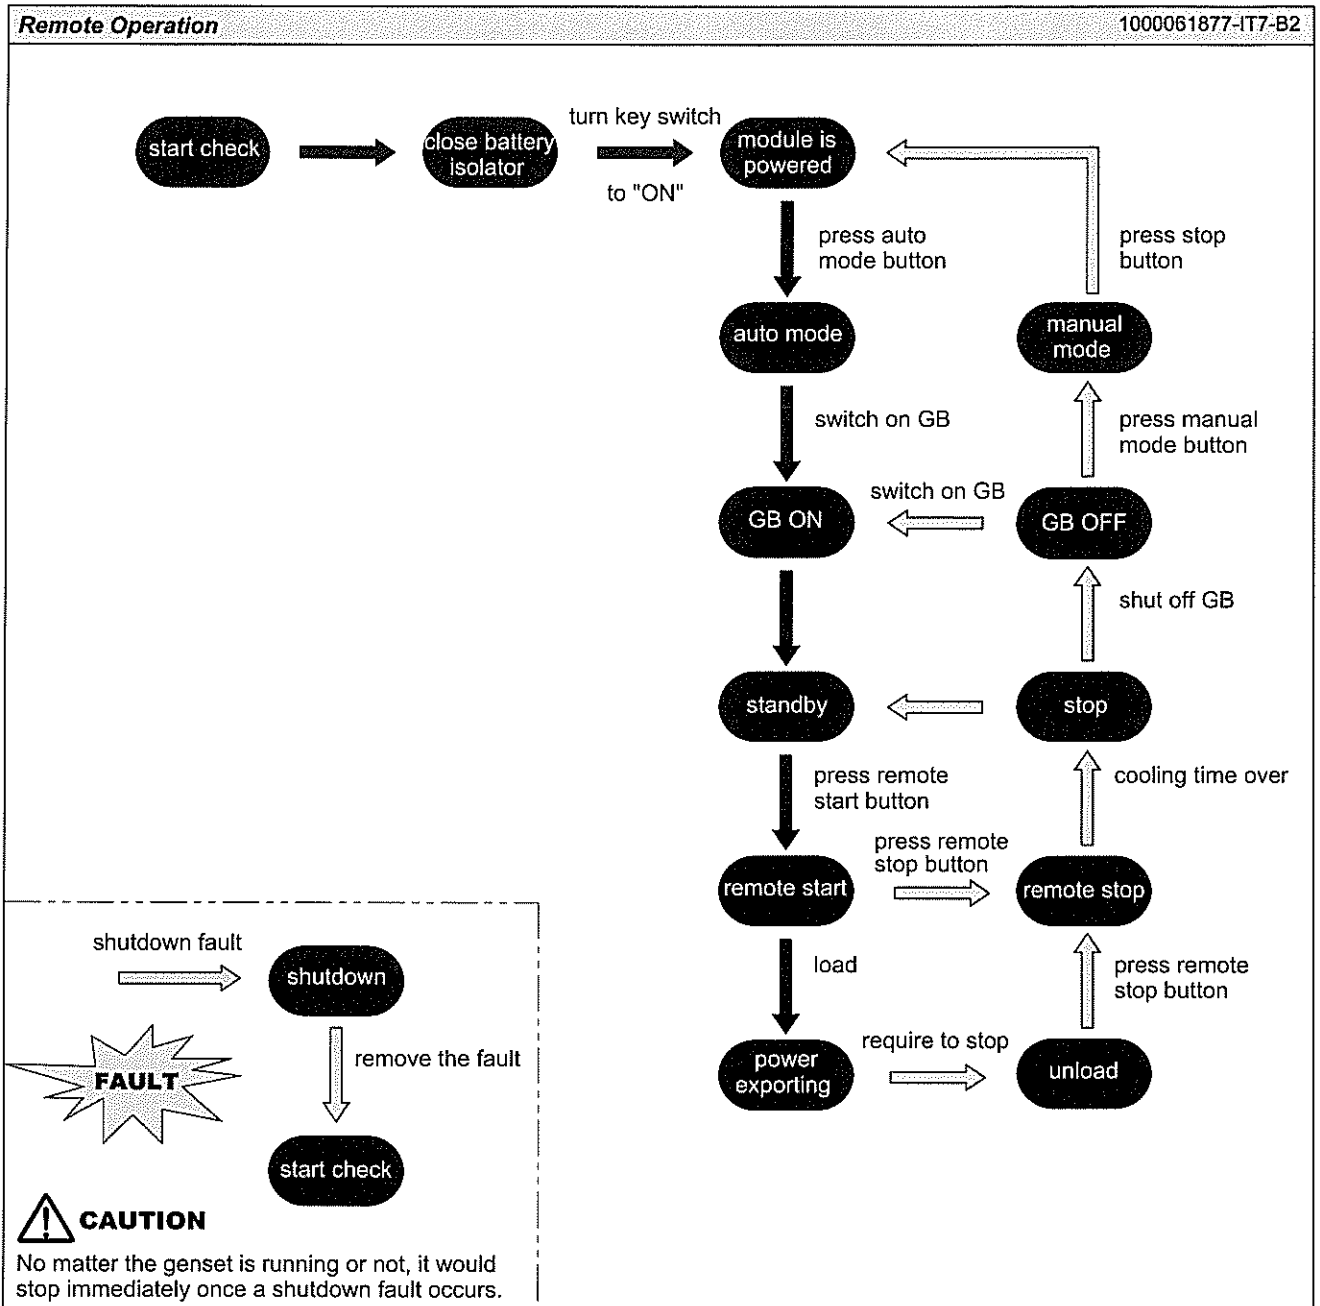 Remote Operation
1000061877-IT7-B2
start check
close battery
isolator
turn key switch
to "ON"
module is
powered
press auto
mode button
press stop
button
auto mode
manual
mode
switch on GB
press manual
mode button
GB ON
switch on GB
GB OFF
shut off GB
standby
stop
press remote
start button
cooling time over
remote start
press remote
stop button
remote stop
load
press remote
stop button
power
exporting
require to stop
unload
shutdown fault
shutdown
FAULT
remove the fault
start check
CAUTION
No matter the genset is running or not, it would
stop immediately once a shutdown fault occurs.